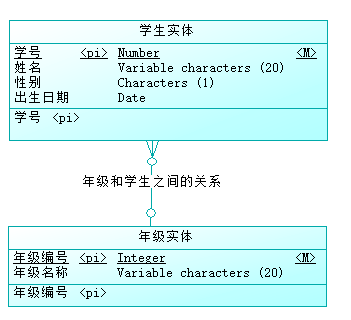 学生实体
学号 <pi> Number <M>
姓名 Variable characters (20)
性别 Characters (1)
出生日期 Date
学号 <pi>
年级和学生之间的关系
年级实体
年级编号 <pi> Integer <M>
年级名称 Variable characters (20)
年级编号 <pi>